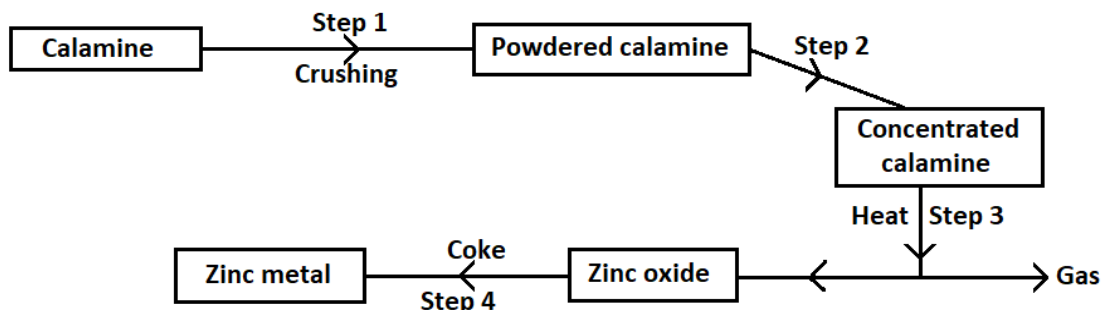 Step 1
Calamine
Crushing
Powdered calamine
Step 2
Concentrated
calamine
Heat
Step 3
Gas
Zinc oxide
Coke
Step 4
Zinc metal